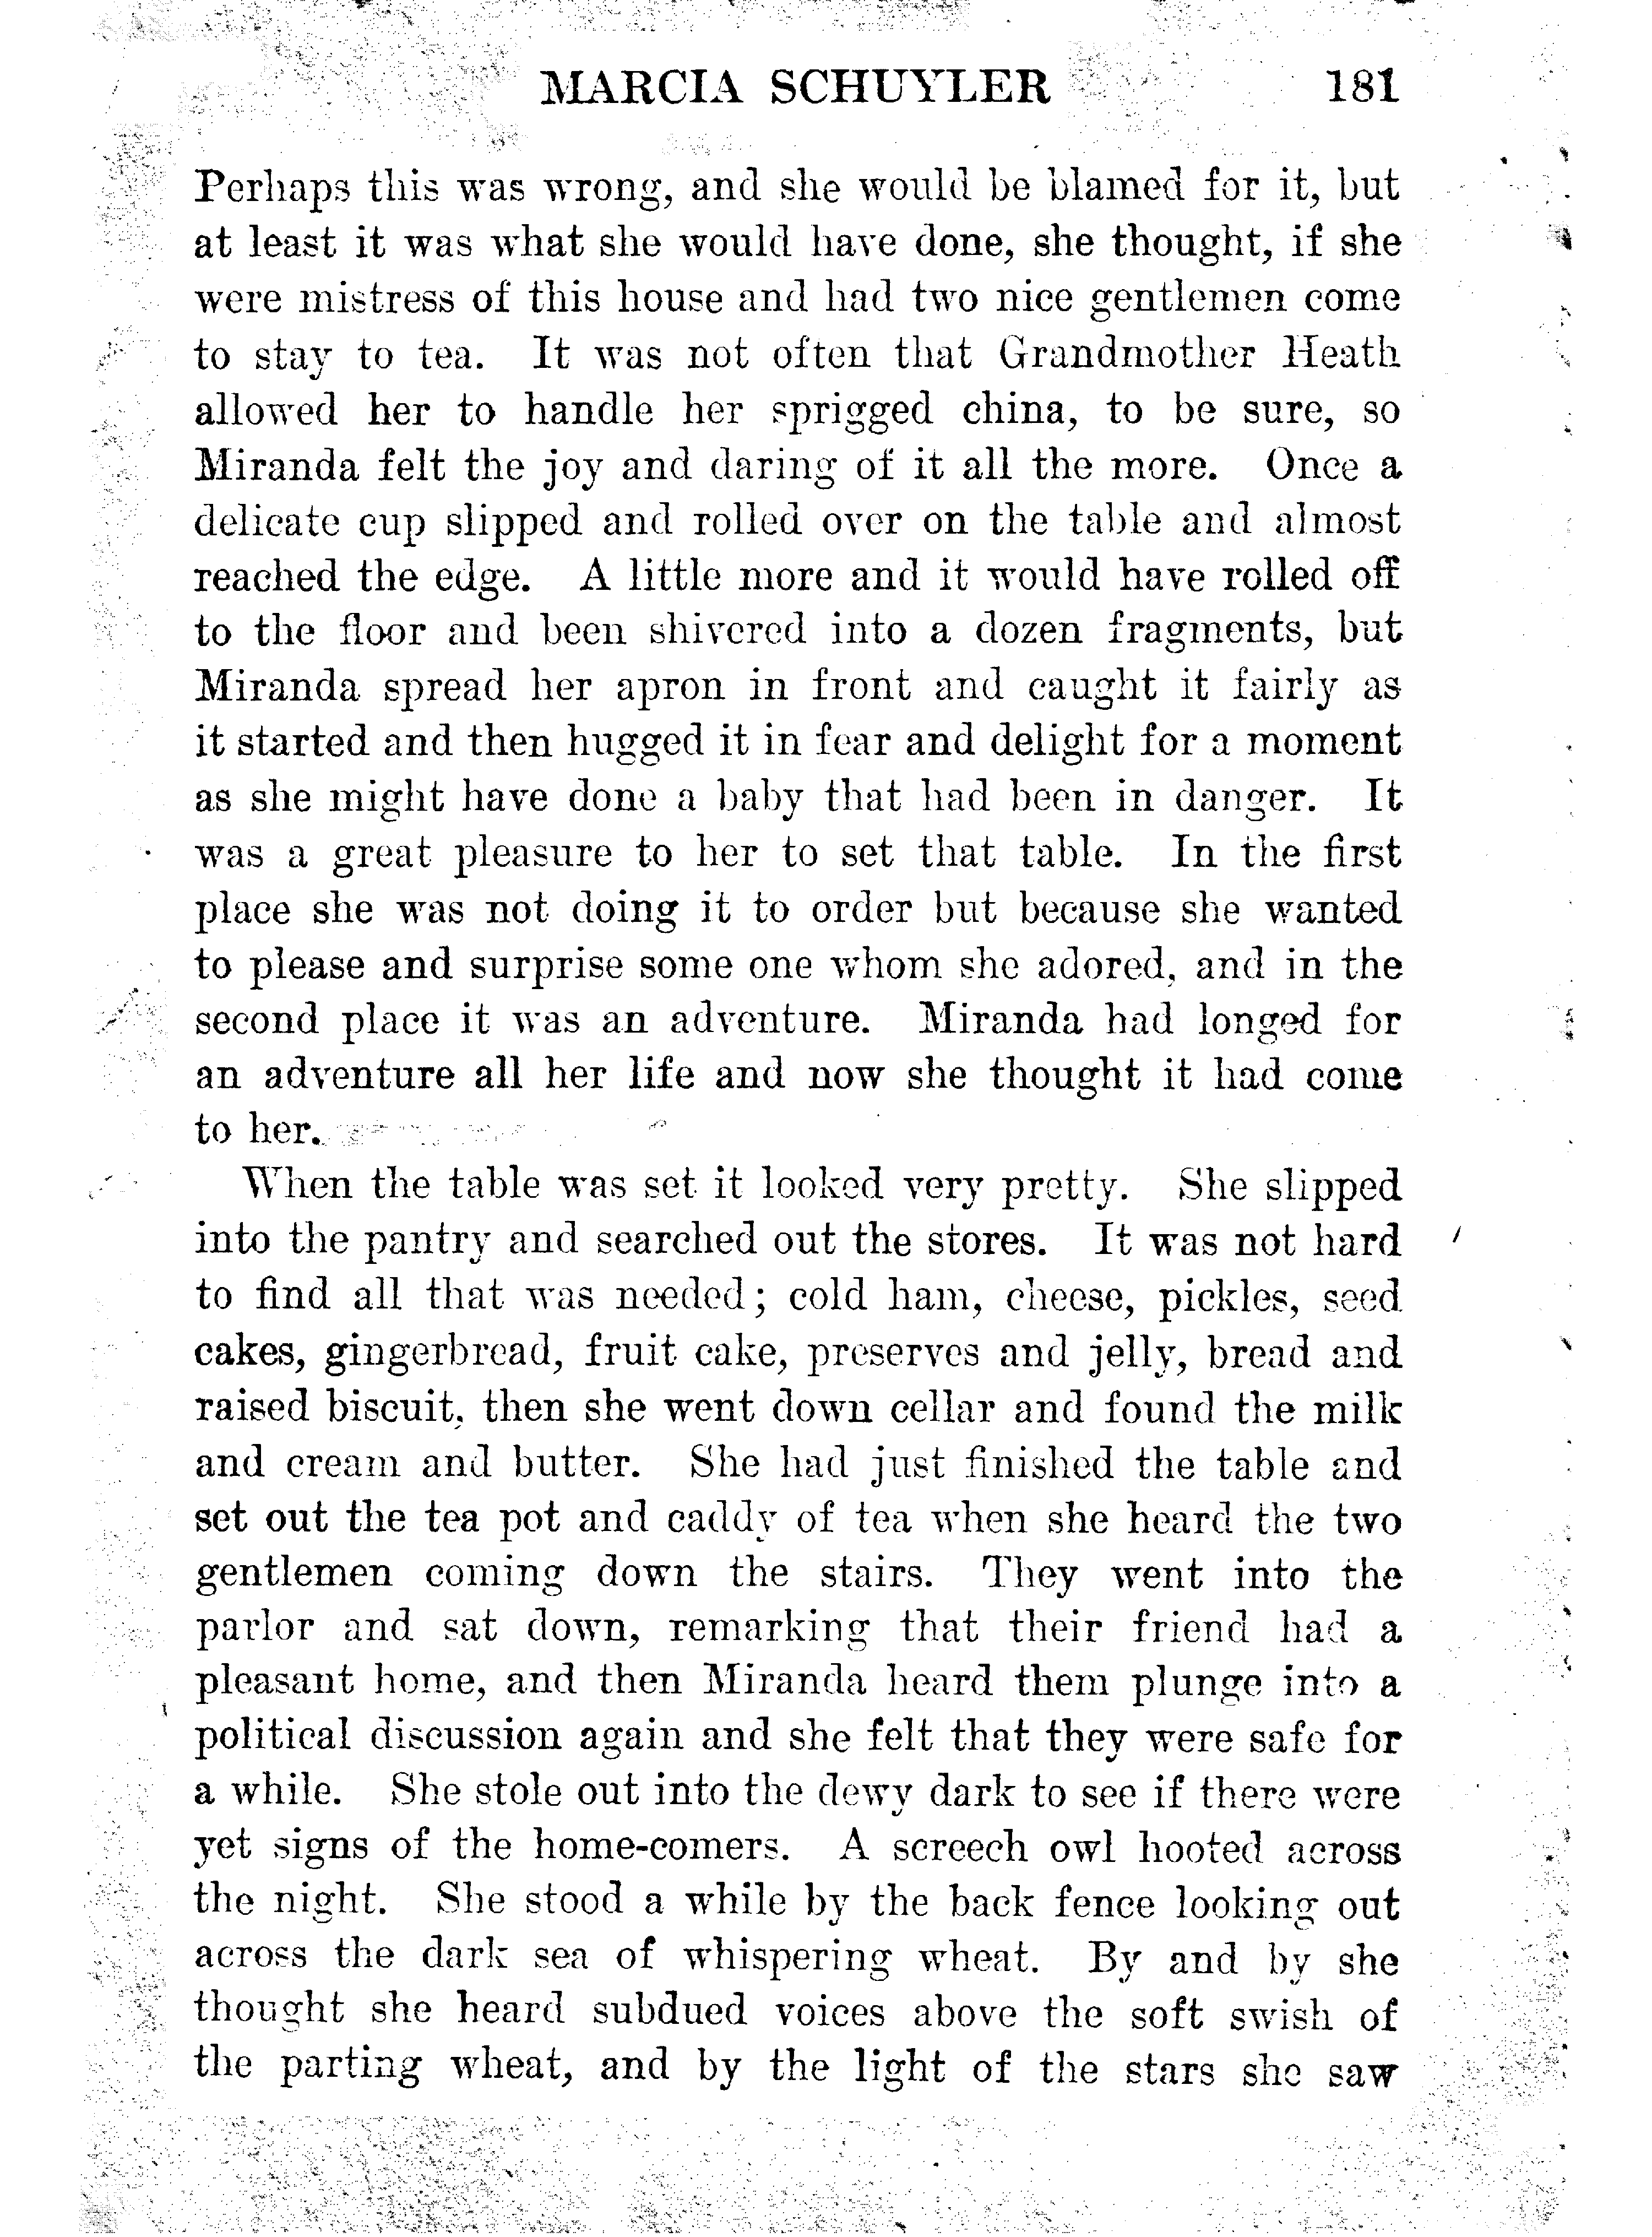 MARCIA SCHUYLER 181
Perhaps this was wrong, and she would be blamed for it, but
at least it was what she would have done, she thought, if she
were mistress of this house and had two nice gentlemen come
to stay to tea. It was not often that Grandmother Heath
allowed her to handle her sprigged china, to be sure, so
Miranda felt the joy and daring of it all the more. Once a
delicate cup slipped and rolled over on the table and almost
reached the edge. A little more and it would have rolled off
to the floor and been shivered into a dozen fragments, but
Miranda spread her apron in front and caught it fairly as
it started and then hugged it in fear and delight for a moment
as she might have done a baby that had been in danger. It
was a great pleasure to her to set that table. In the first
place she was not doing it to order but because she wanted
to please and surprise some one whom she adored, and in the
second place it was an adventure. Miranda had longed for
an adventure all her life and now she thought it had come
to her.
When the table was set it looked very pretty. She slipped
into the pantry and searched out the stores. It was not hard
to find all that was needed; cold ham, cheese, pickles, seed
cakes, gingerbread, fruit cake, preserves and jelly, bread and
raised biscuit, then she went down cellar and found the milk
and cream and butter. She had just finished the table and
set out the tea pot and caddy of tea when she heard the two
gentlemen coming down the stairs. They went into the
parlor and sat down, remarking that their friend had a
pleasant home, and then Miranda heard them plunge into a
political discussion again and she felt that they were safe for
a while. She stole out into the dewy dark to see if there were
yet signs of the home-comers. A screech owl hooted across
the night. She stood a while by the back fence looking out
across the dark sea of whispering wheat. By and by she
thought she heard subdued voices above the soft swish of
the parting wheat, and by the light of the stars she saw